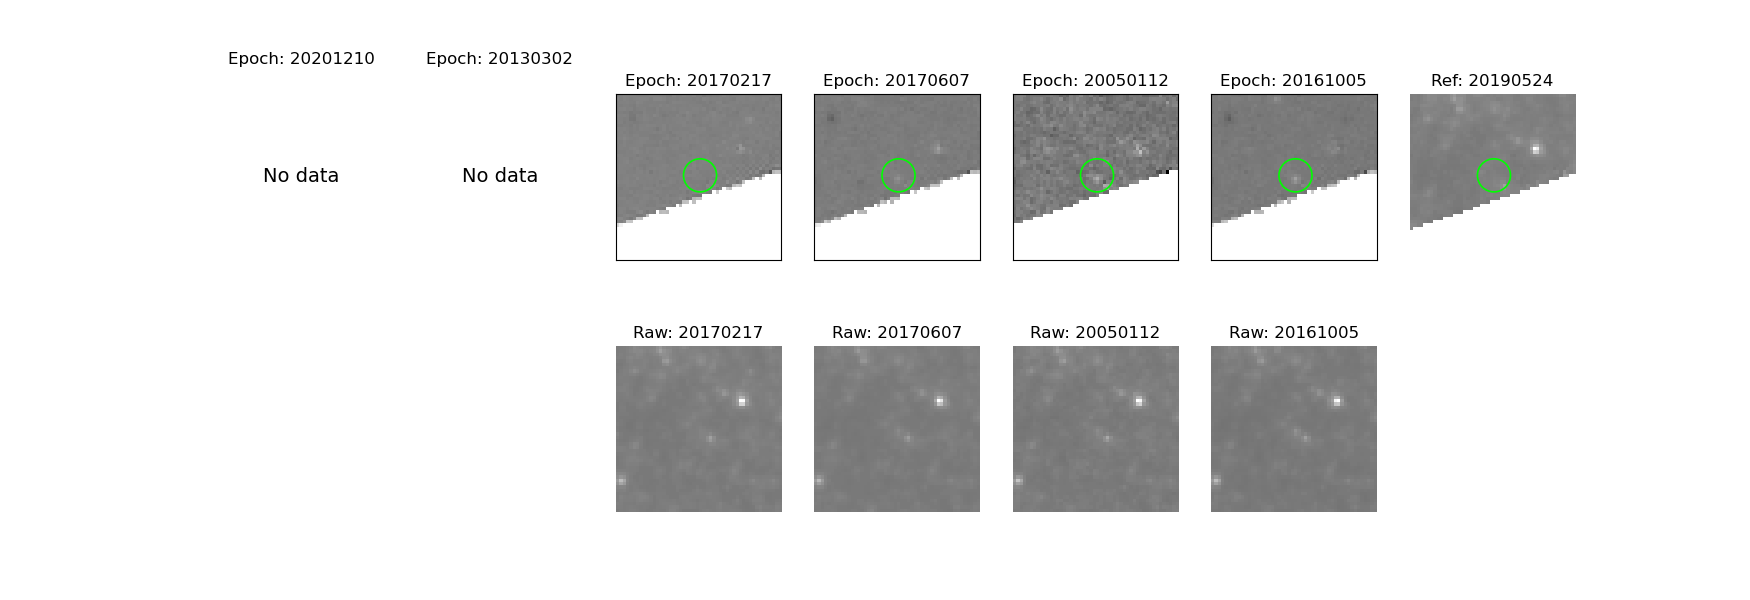 Epoch: 20201210
Epoch: 20130302
Epoch: 20170217
Epoch: 20170607
Epoch: 20050112
Epoch: 20161005
Ref: 20190524
No data
No data
Raw: 20170217
Raw: 20170607
Raw: 20050112
Raw: 20161005